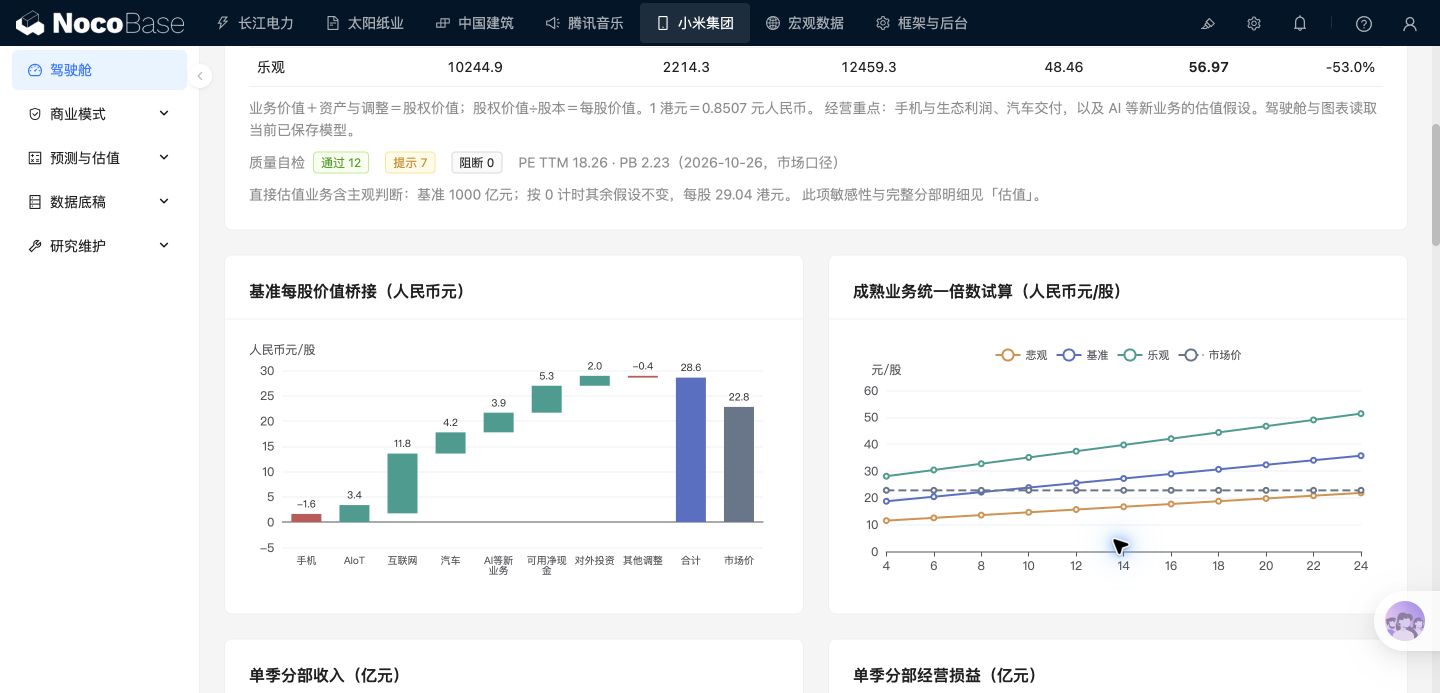 NocoBase 长江电力 太阳纸业 中国建筑 腾讯音乐 小米集团 宏观数据 框架与后台
驾驶舱
商业模式
预测与估值
数据底稿
研究维护
乐观 10244.9 2214.3 12459.3 48.46 56.97 -53.0%
业务价值＋资产与调整＝股权价值；股权价值÷股本＝每股价值。1 港元＝0.8507 元人民币。 经营重点：手机与生态利润、汽车交付，以及 AI 等新业务的估值假设。驾驶舱与图表读取
当前已保存模型。
质量自检 通过 12 提示 7 阻断 0 PE TTM 18.26 · PB 2.23（2026-10-26，市场口径）
直接估值业务含主观判断：基准 1000 亿元；按 0 计时其余假设不变，每股 29.04 港元。 此项敏感性与完整分部明细见「估值」。
基准每股价值桥接（人民币元）
人民币元/股
30
25
20
15
10
5
0
−5
−1.6
3.4
11.8
4.2
3.9
5.3
2.0
−0.4
28.6
22.8
手机 AIoT 互联网 汽车 AI等新 可用净现 对外投资 其他调整 合计 市场价
业务 金
成熟业务统一倍数试算（人民币元/股）
悲观 基准 乐观 市场价
元/股
60
50
40
30
20
10
0
4 6 8 10 12 14 16 18 20 22 24
单季分部收入（亿元）
单季分部经营损益（亿元）